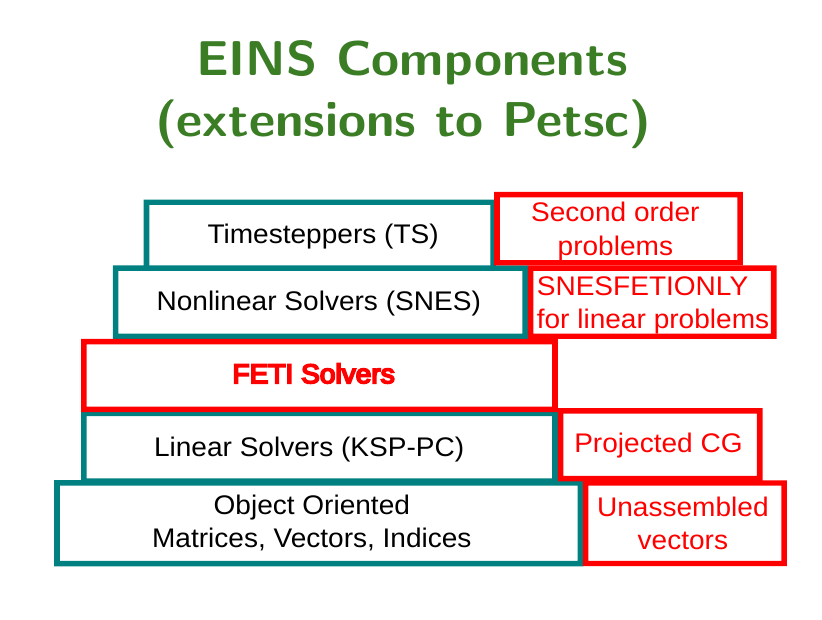 EINS Components
(extensions to Petsc)
Timesteppers (TS)
Second order
problems
Nonlinear Solvers (SNES)
SNESFETIONLY
for linear problems
FETI Solvers
Linear Solvers (KSP-PC)
Projected CG
Object Oriented
Matrices, Vectors, Indices
Unassembled
vectors